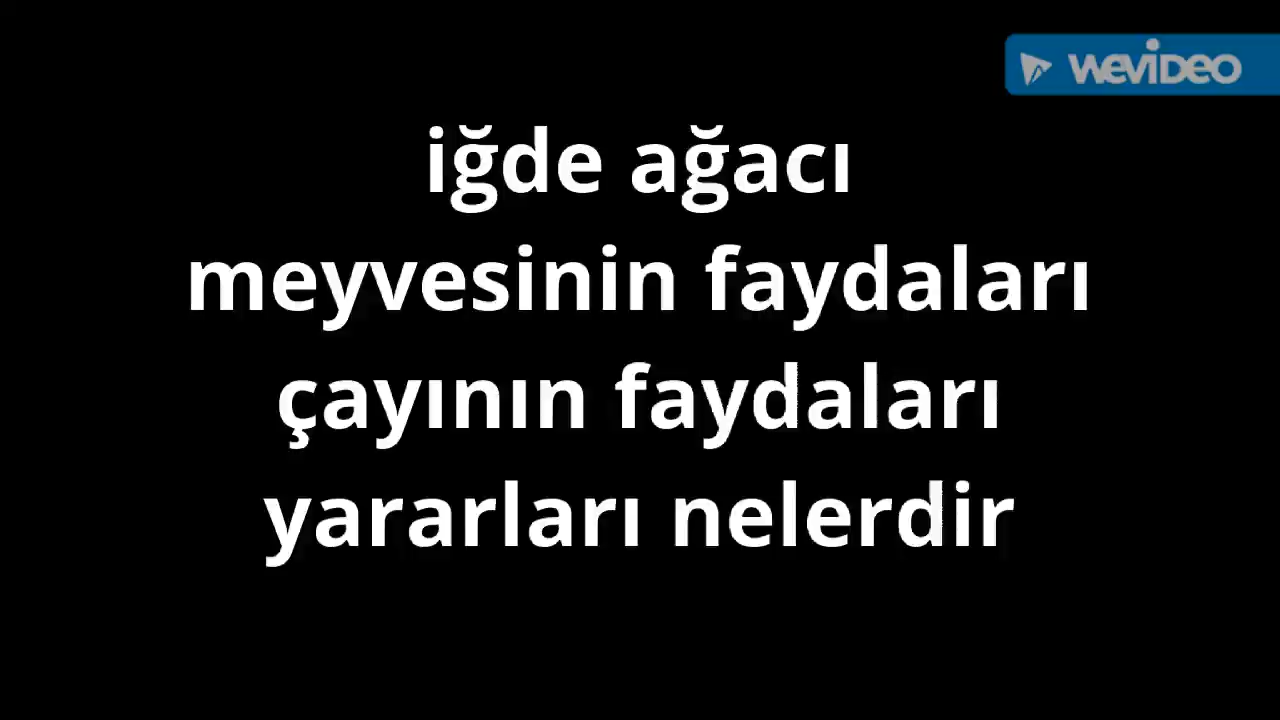 WEVIDEO
iğde ağacı
meyvesinin faydaları
çayının faydaları
yararları nelerdir